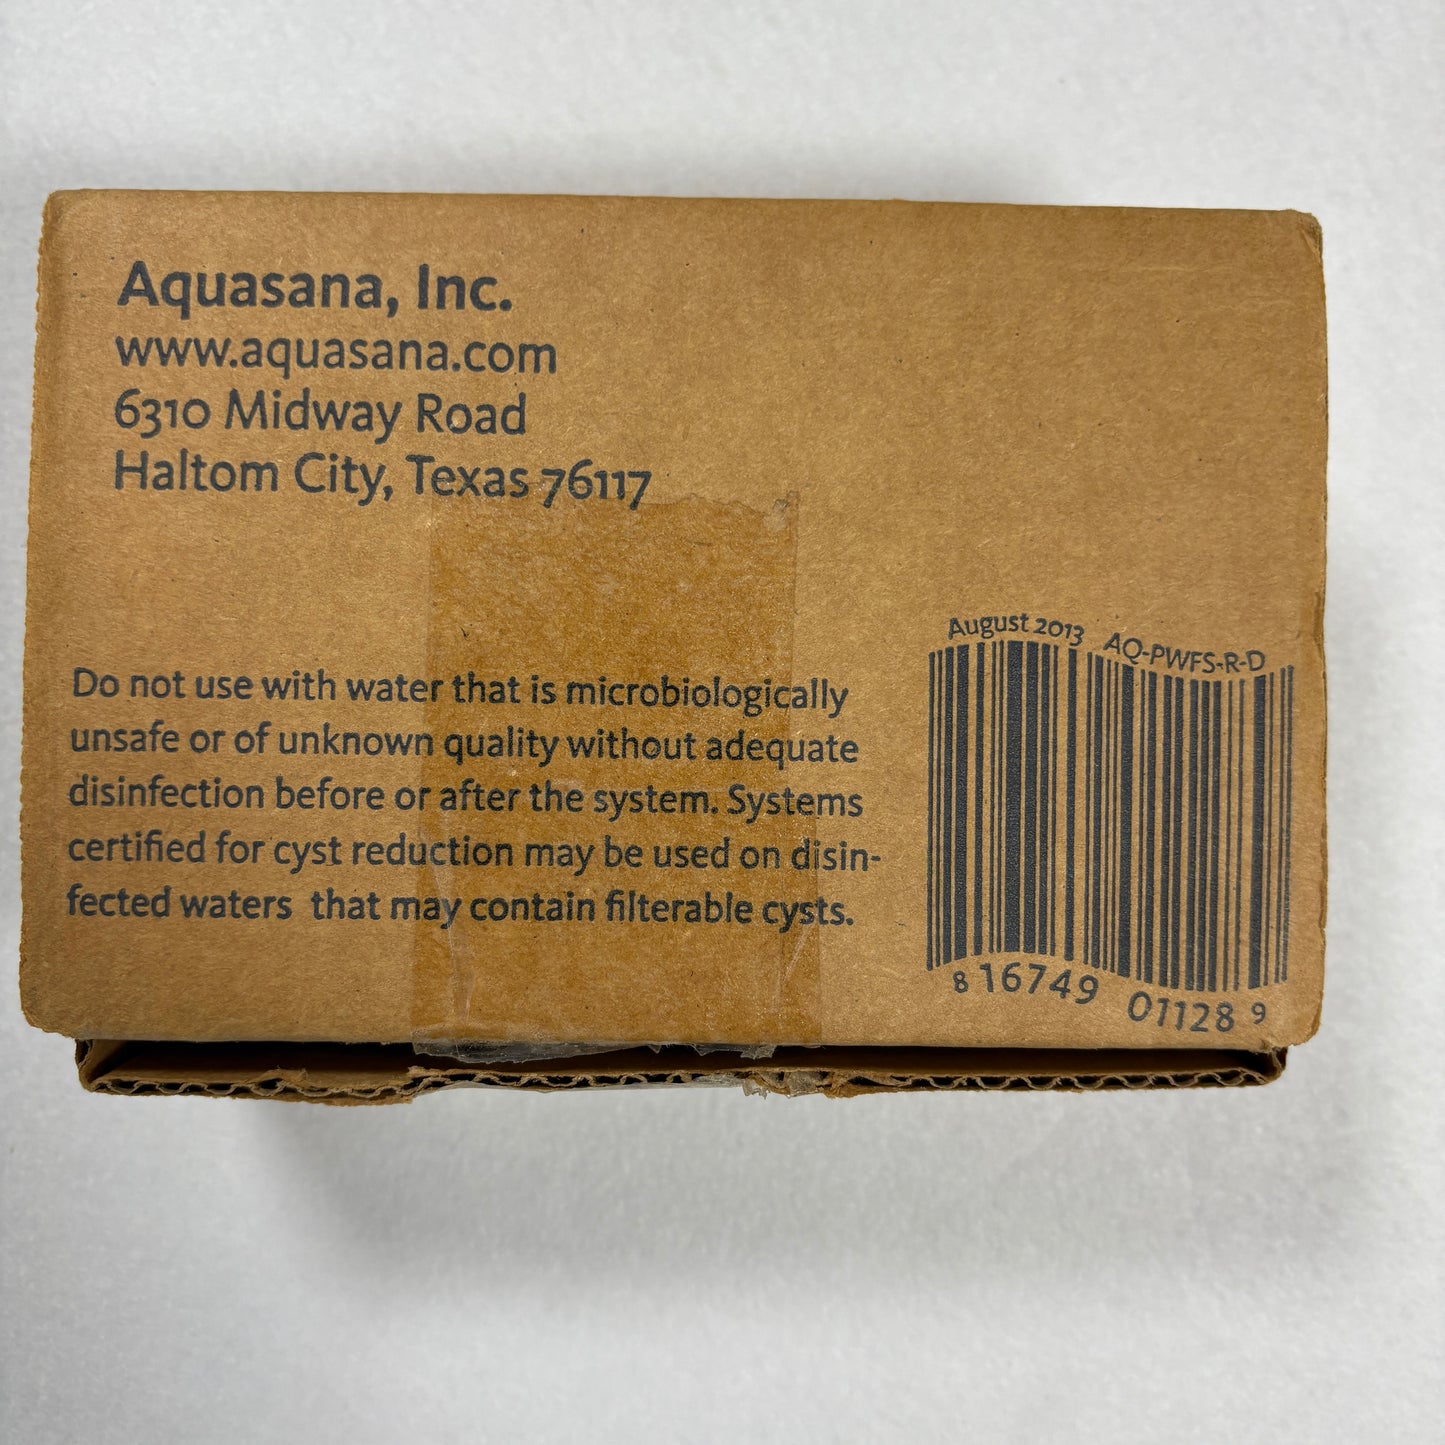 Aquasana, Inc.
www.aquasana.com
6310 Midway Road
Haltom City, Texas 76117
Do not use with water that is microbiologically
unsafe or of unknown quality without adequate
disinfection before or after the system. Systems
certified for cyst reduction may be used on disin-
fected waters that may contain filterable cysts.
August 2013 AQ-PWFS-R-D
8 16749 01128 9